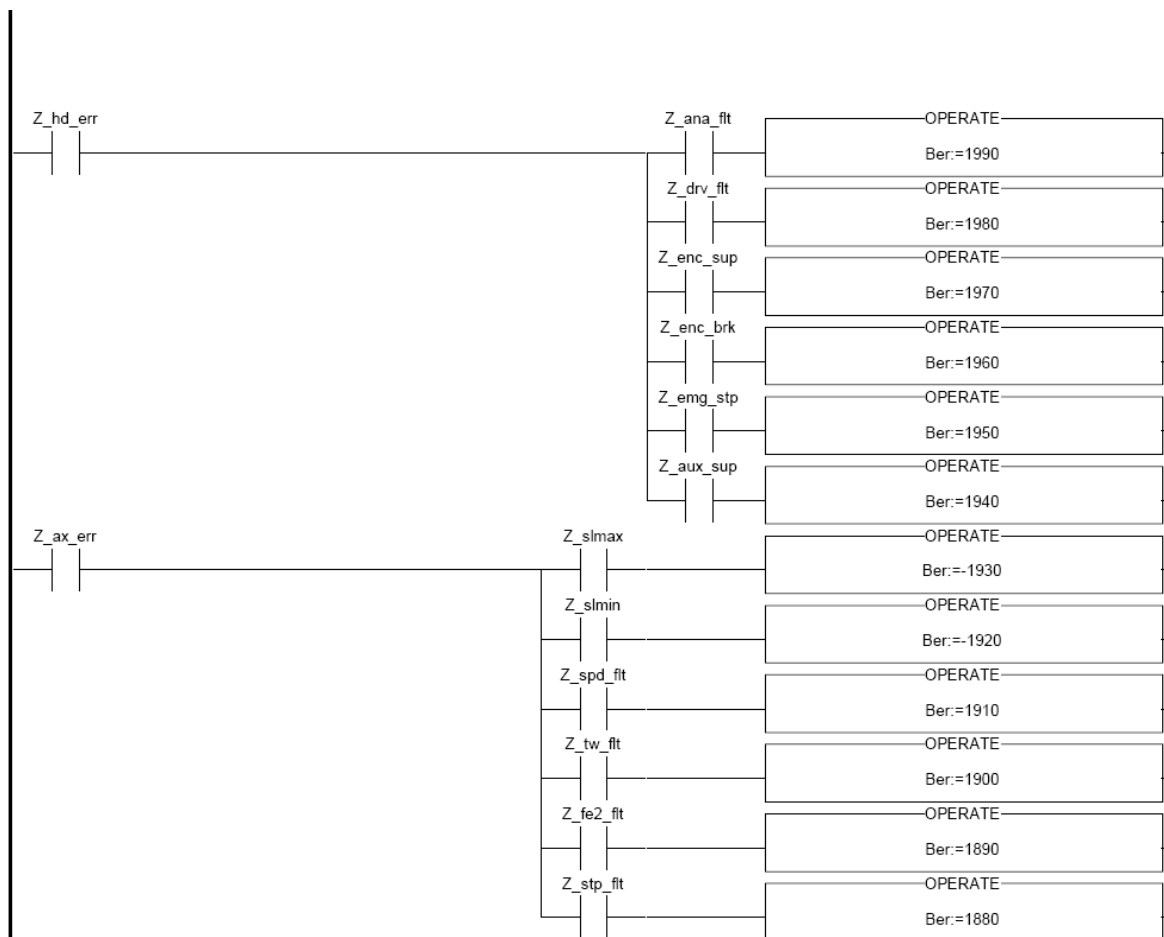 Z_hd_err
Z_ana_flt
OPERATE
Ber:=1990
Z_drv_flt
OPERATE
Ber:=1980
Z_enc_sup
OPERATE
Ber:=1970
Z_enc_brk
OPERATE
Ber:=1960
Z_emg_stp
OPERATE
Ber:=1950
Z_aux_sup
OPERATE
Ber:=1940
Z_ax_err
Z_slmax
OPERATE
Ber:=-1930
Z_slmin
OPERATE
Ber:=-1920
Z_spd_flt
OPERATE
Ber:=1910
Z_tw_flt
OPERATE
Ber:=1900
Z_fe2_flt
OPERATE
Ber:=1890
Z_stp_flt
OPERATE
Ber:=1880